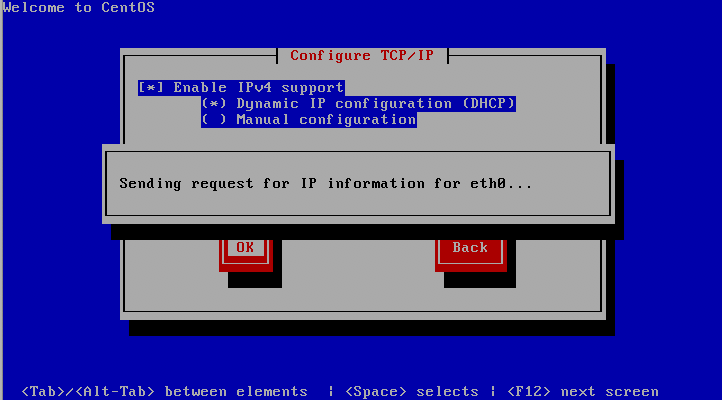 Welcome to CentOS
Configure TCP/IP
[*] Enable IPv4 support
(*) Dynamic IP configuration (DHCP)
( ) Manual configuration
Sending request for IP information for eth0...
OK
Back
<Tab>/<Alt-Tab> between elements | <Space> selects | <F12> next screen